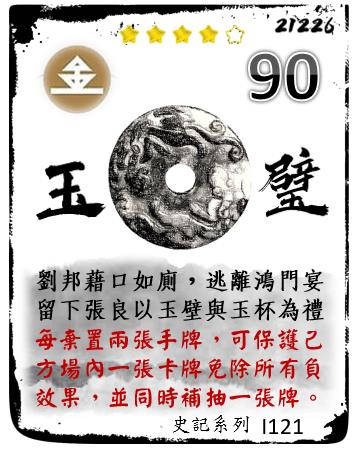 21226
金
90
玉 璧
劉邦藉口如廁，逃離鴻門宴
留下張良以玉璧與玉杯為禮
每棄置兩張手牌，可保護己
方場內一張卡牌免除所有負
效果，並同時補抽一張牌。
史記系列 I121